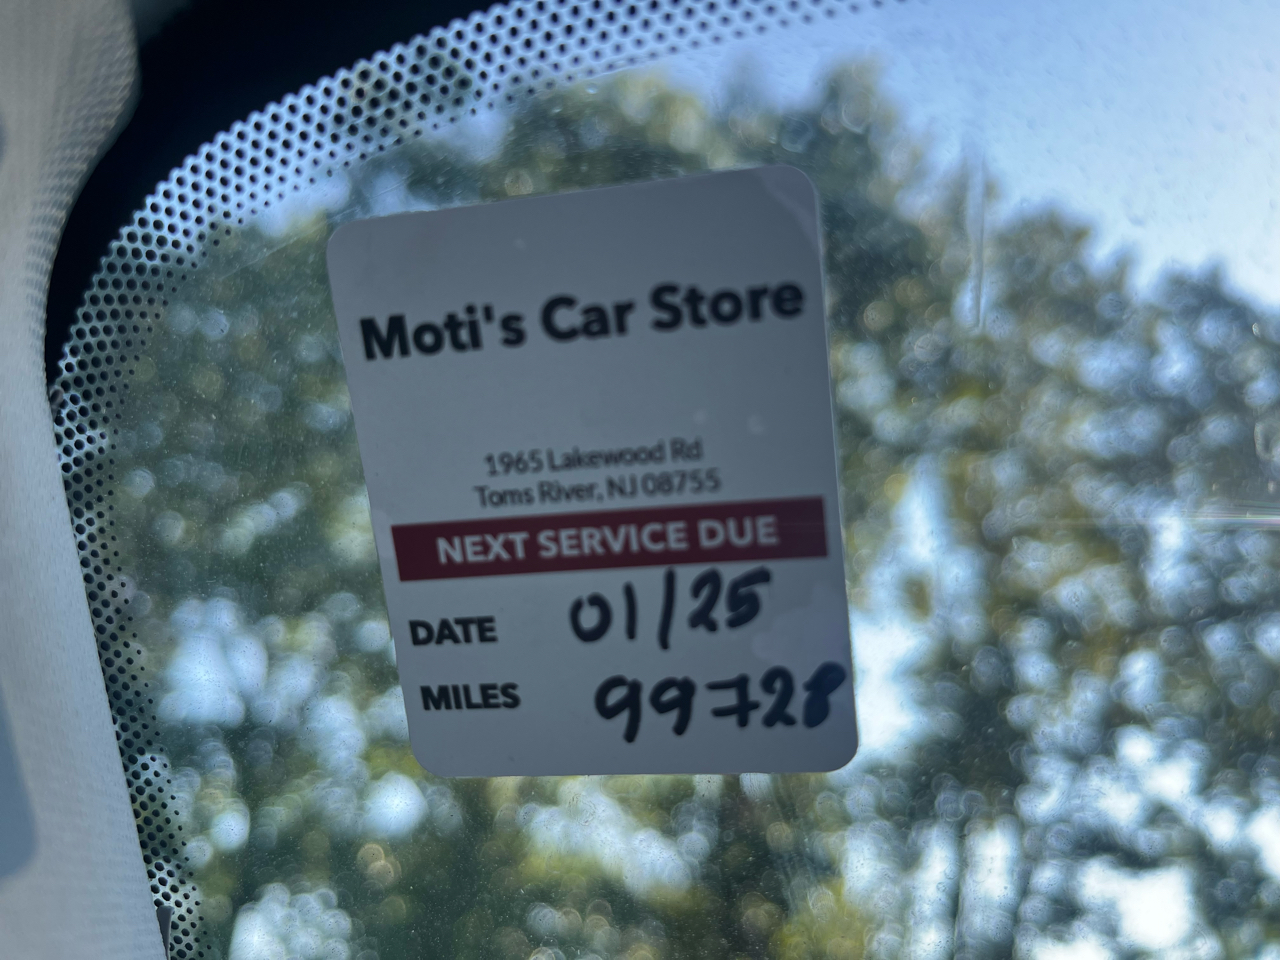 Moti's Car Store
1965 Lakewood Rd
Toms River, NJ 08755
NEXT SERVICE DUE
DATE 01/25
MILES 99728